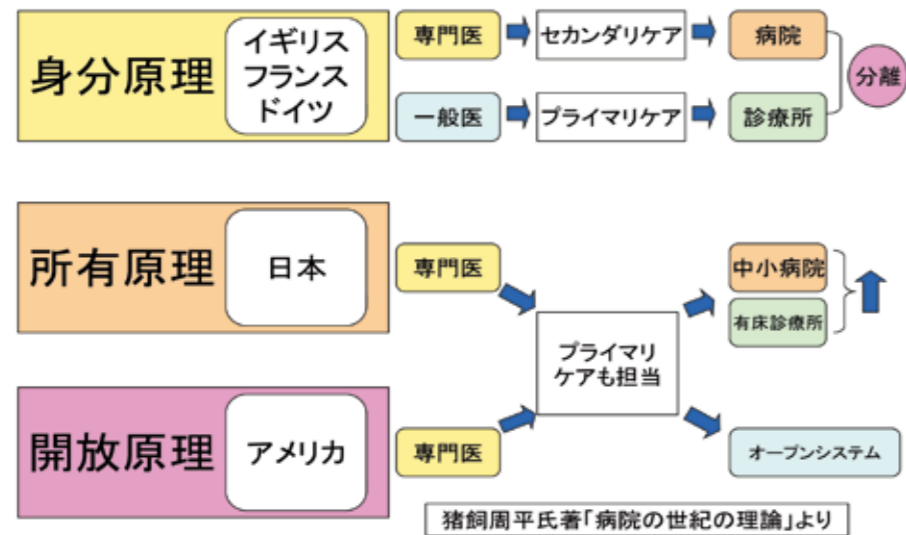 身分原理
イギリス
フランス
ドイツ
専門医
セカンダリケア
病院
一般医
プライマリケア
診療所
分離
所有原理
日本
専門医
中小病院
有床診療所
プライマリ
ケアも担当
開放原理
アメリカ
専門医
オープンシステム
猪飼周平氏著「病院の世紀の理論」より